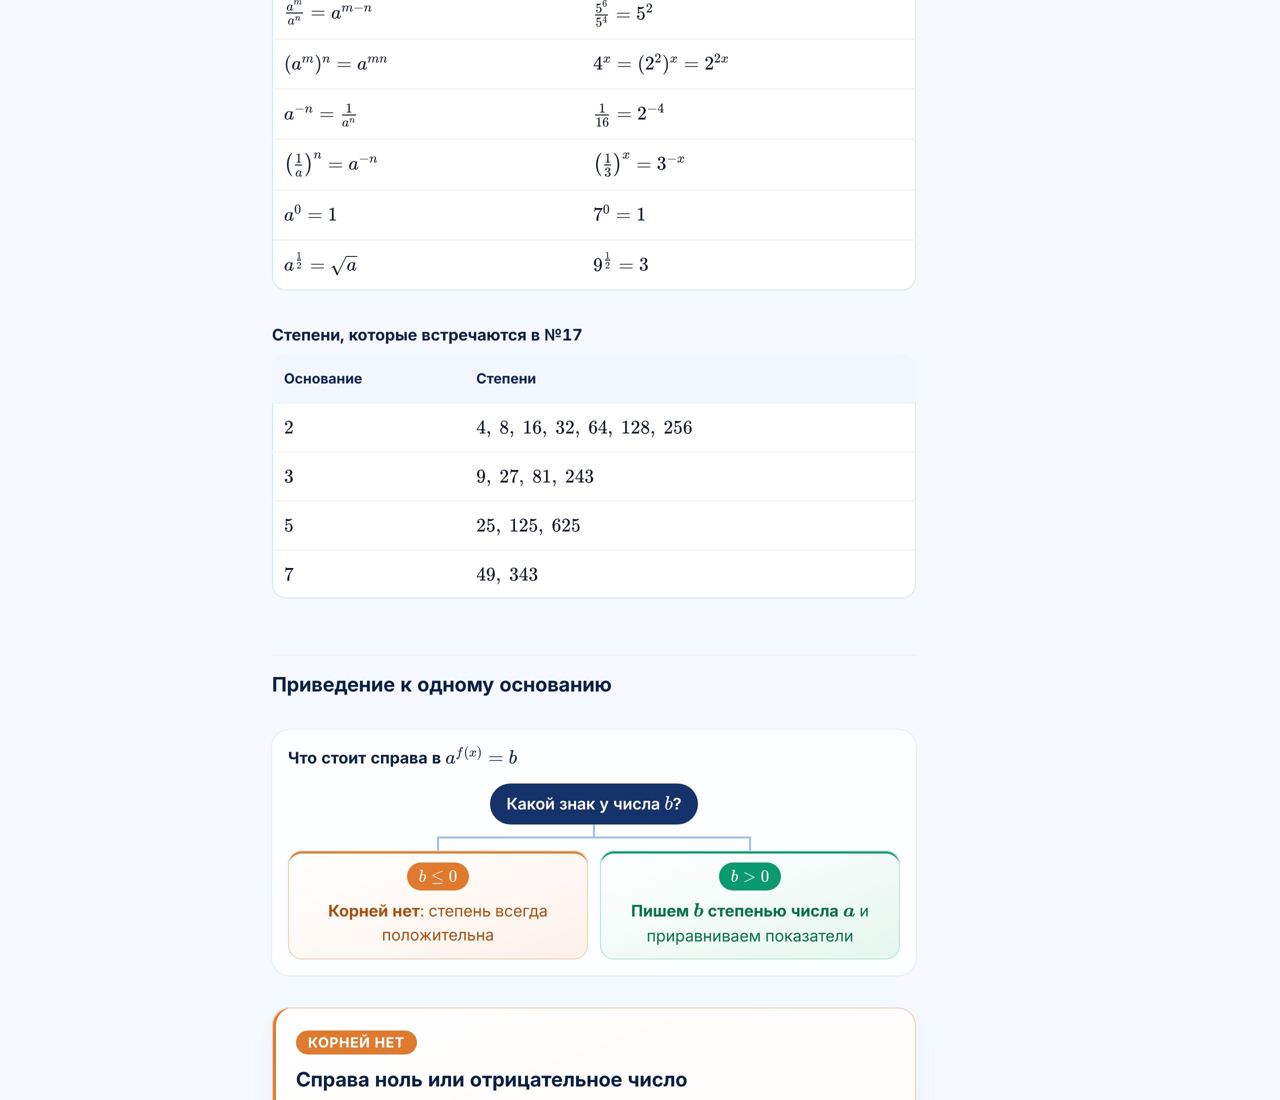 a^m/a^n = a^{m−n} 5^6/5^4 = 5^2
(a^m)^n = a^{mn} 4^x = (2^2)^x = 2^{2x}
a^{−n} = 1/a^n 1/16 = 2^{−4}
(1/a)^n = a^{−n} (1/3)^x = 3^{−x}
a^0 = 1 7^0 = 1
a^{1/2} = √a 9^{1/2} = 3
Степени, которые встречаются в №17
Основание Степени
2 4, 8, 16, 32, 64, 128, 256
3 9, 27, 81, 243
5 25, 125, 625
7 49, 343
Приведение к одному основанию
Что стоит справа в a^{f(x)} = b
Какой знак у числа b?
b ≤ 0
Корней нет: степень всегда
положительна
b > 0
Пишем b степенью числа a и
приравниваем показатели
КОРНЕЙ НЕТ
Справа ноль или отрицательное число